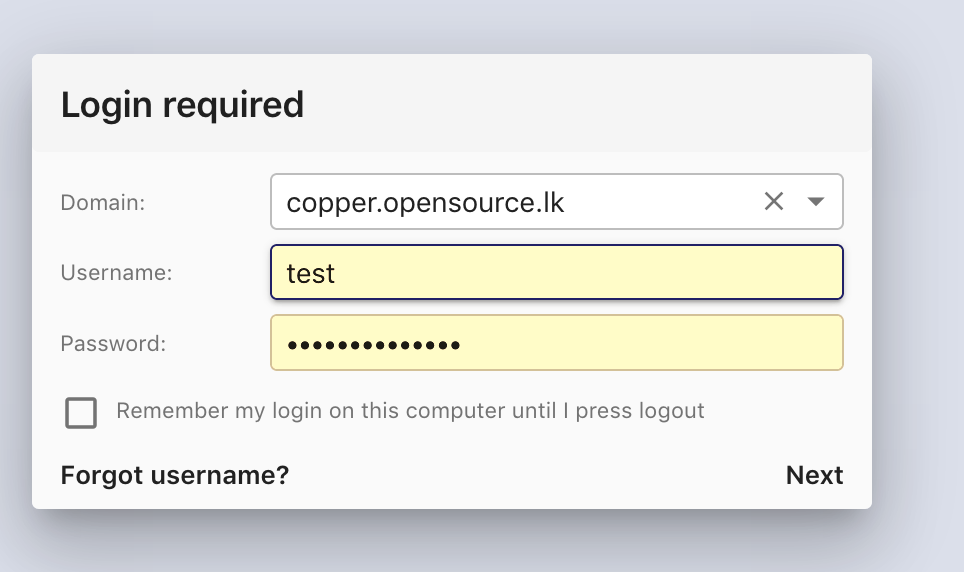 Login required
Domain: copper.opensource.lk
Username: test
Password: ••••••••••••••
Remember my login on this computer until I press logout
Forgot username? Next